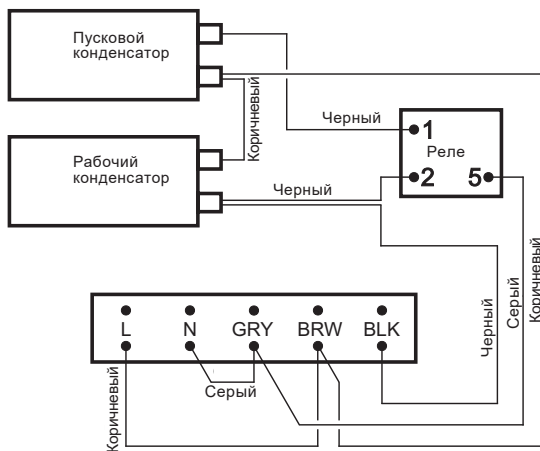 Пусковой
конденсатор
Коричневый
Черный
1
Реле
2
5
Рабочий
конденсатор
Черный
Черный
Серый
Коричневый
L N GRY BRW BLK
Серый
Коричневый